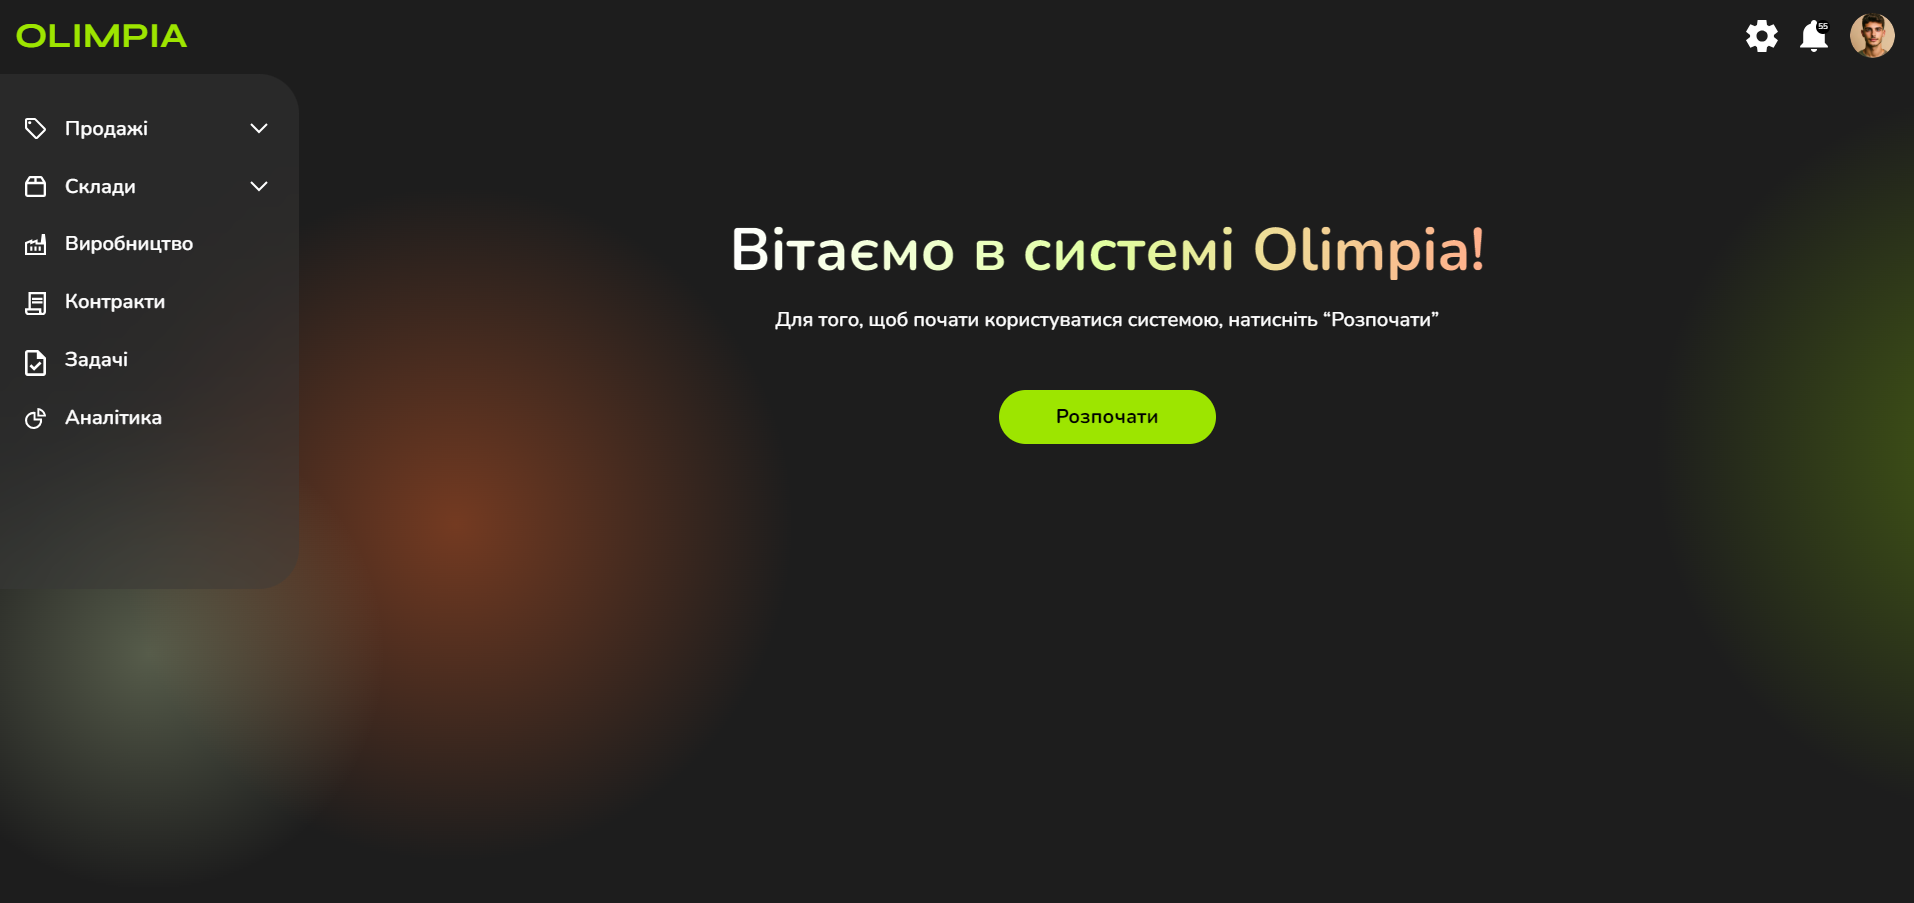 OLIMPIA
55
Продажі
Склади
Виробництво
Контракти
Задачі
Аналітика
Вітаємо в системі Olimpia!
Для того, щоб почати користуватися системою, натисніть “Розпочати”
Розпочати